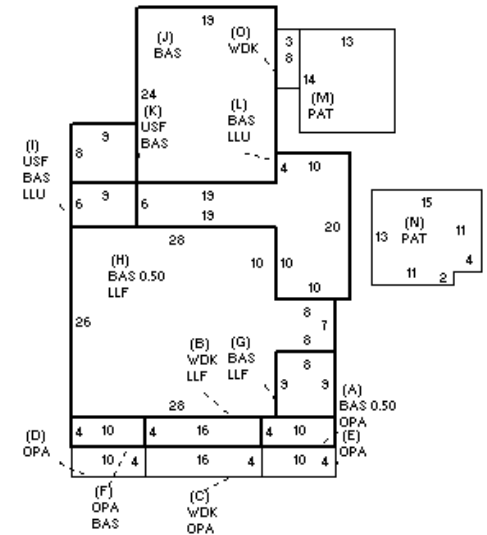 19
(J)
BAS
(O)
WDK
3
8
13
14
(M)
PAT
24
(K)
USF
BAS
(L)
BAS
LLU
(I)
USF
BAS
LLU
9
8
4 10
9
6
19
6
19
15
(N)
PAT
13
11
4
11 2
20
28
10
10
10
(H)
BAS 0.50
LLF
8
7
8
26
(B)
WDK
LLF
(G)
BAS
LLF
8
9 9
28
(A)
BAS 0.50
OPA
4 10
4 16
4 10
(D)
OPA
(E)
OPA
10 4
16 4
10 4
(F)
OPA
BAS
(C)
WDK
OPA